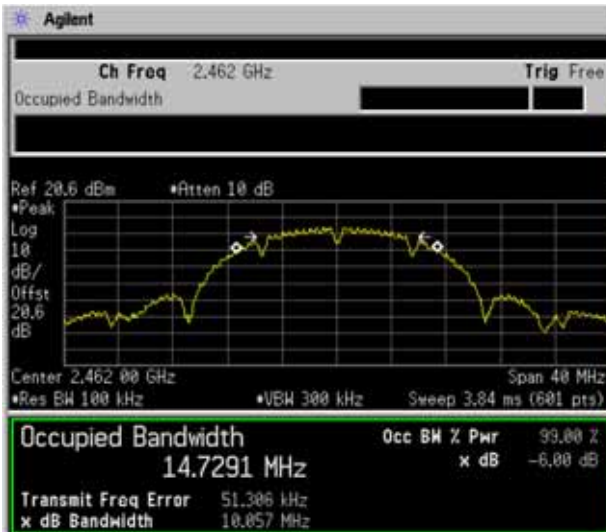 Agilent
Ch Freq 2.462 GHz Trig Free
Occupied Bandwidth
Ref 20.6 dBm •Atten 10 dB
•Peak
Log
10
dB/
Offst
20.6
dB
Center 2.462 00 GHz Span 40 MHz
•Res BW 100 kHz •VBW 300 kHz Sweep 3.84 ms (601 pts)
Occupied Bandwidth Occ BW % Pwr 99.00 %
14.7291 MHz x dB -6.00 dB
Transmit Freq Error 51.306 kHz
x dB Bandwidth 10.057 MHz